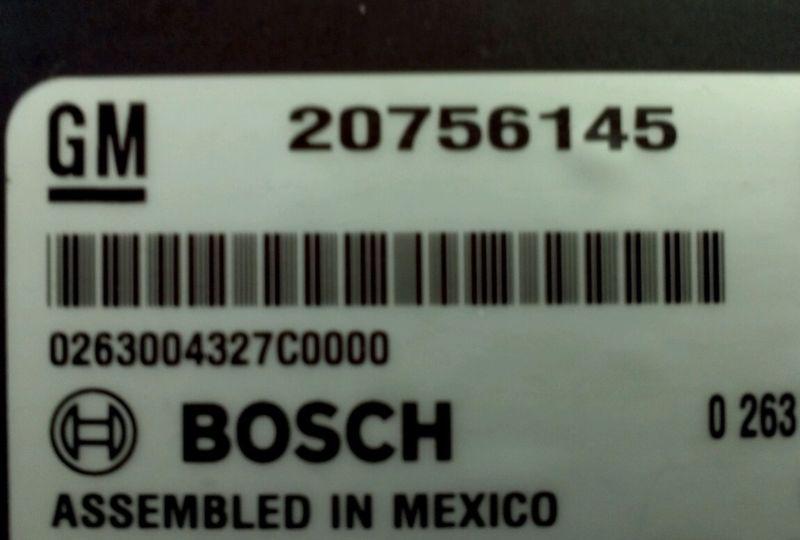 GM 20756145
0263004327C0000
BOSCH 0 263
ASSEMBLED IN MEXICO